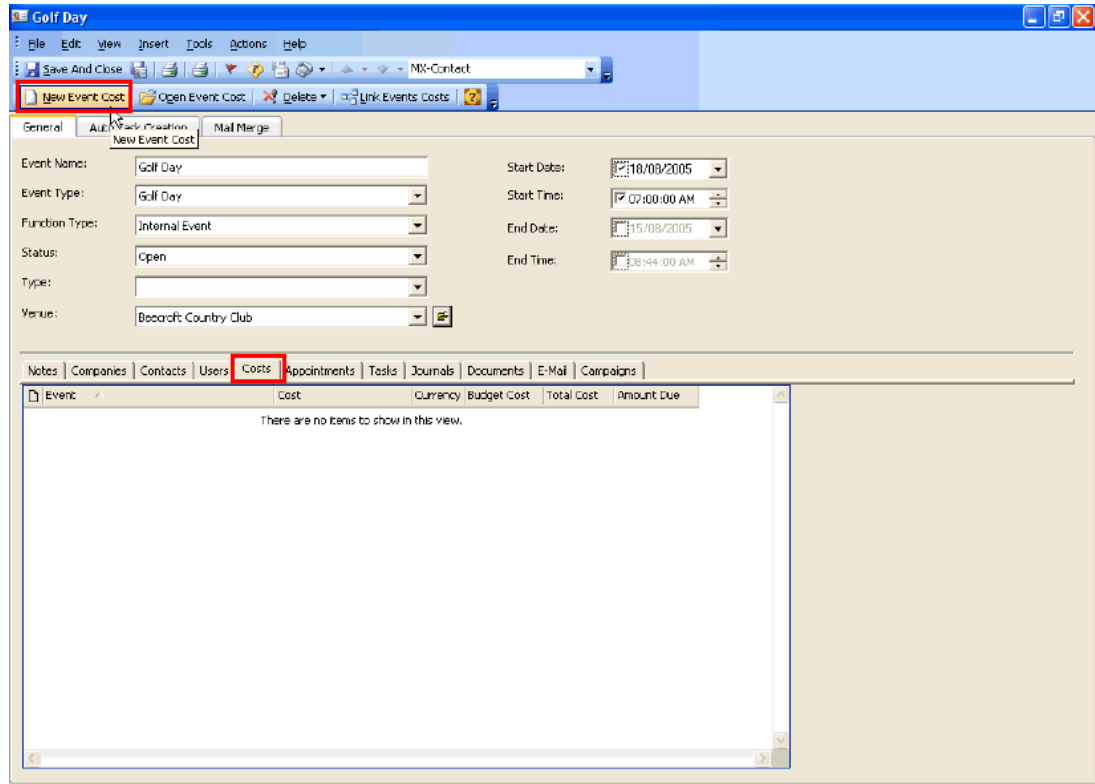 Golf Day
File Edit View Insert Tools Actions Help
Save And Close MX-Contact
New Event Cost Open Event Cost Delete Link Events Costs
General Auto Task Creation Mail Merge
New Event Cost
Event Name: Golf Day Start Date: 18/08/2005
Event Type: Golf Day Start Time: 07:00:00 AM
Function Type: Internal Event End Date: 15/08/2005
Status: Open End Time: 08:44:00 AM
Type:
Venue: Beecroft Country Club
Notes Companies Contacts Users Costs Appointments Tasks Journals Documents E-Mail Campaigns
Event Cost Currency Budget Cost Total Cost Amount Due
There are no items to show in this view.